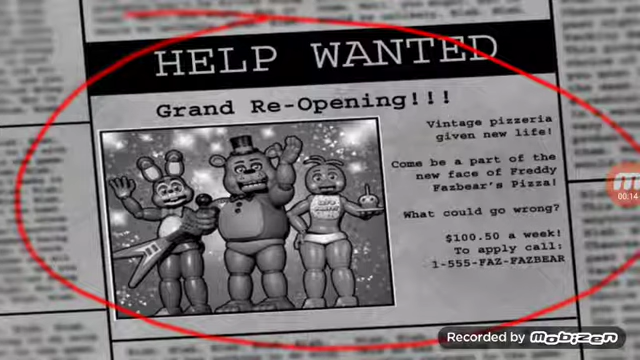 HELP WANTED
Grand Re-Opening!!!
Vintage pizzeria
given new life!
Come be a part of the
new face of Freddy
Fazbear's Pizza!
What could go wrong?
$100.50 a week!
To apply call:
1-555-FAZ-FAZBEAR
00:14
Recorded by Mobizen